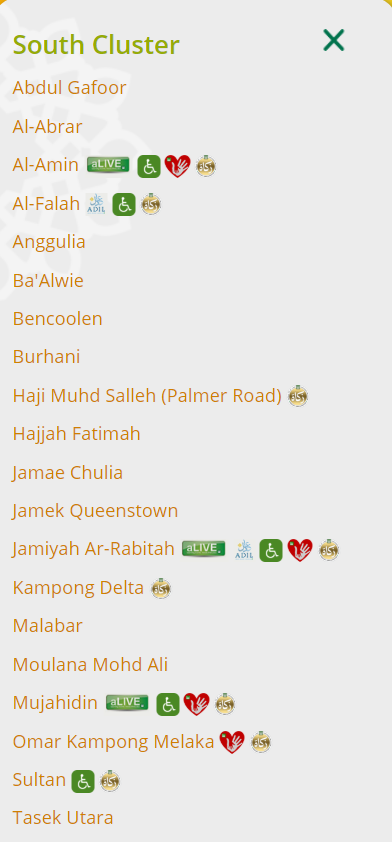 South Cluster
Abdul Gafoor
Al-Abrar
Al-Amin aLIVE.
Al-Falah ADIL
Anggulia
Ba'Alwie
Bencoolen
Burhani
Haji Muhd Salleh (Palmer Road)
Hajjah Fatimah
Jamae Chulia
Jamek Queenstown
Jamiyah Ar-Rabitah aLIVE. ADIL
Kampong Delta
Malabar
Moulana Mohd Ali
Mujahidin aLIVE.
Omar Kampong Melaka
Sultan
Tasek Utara